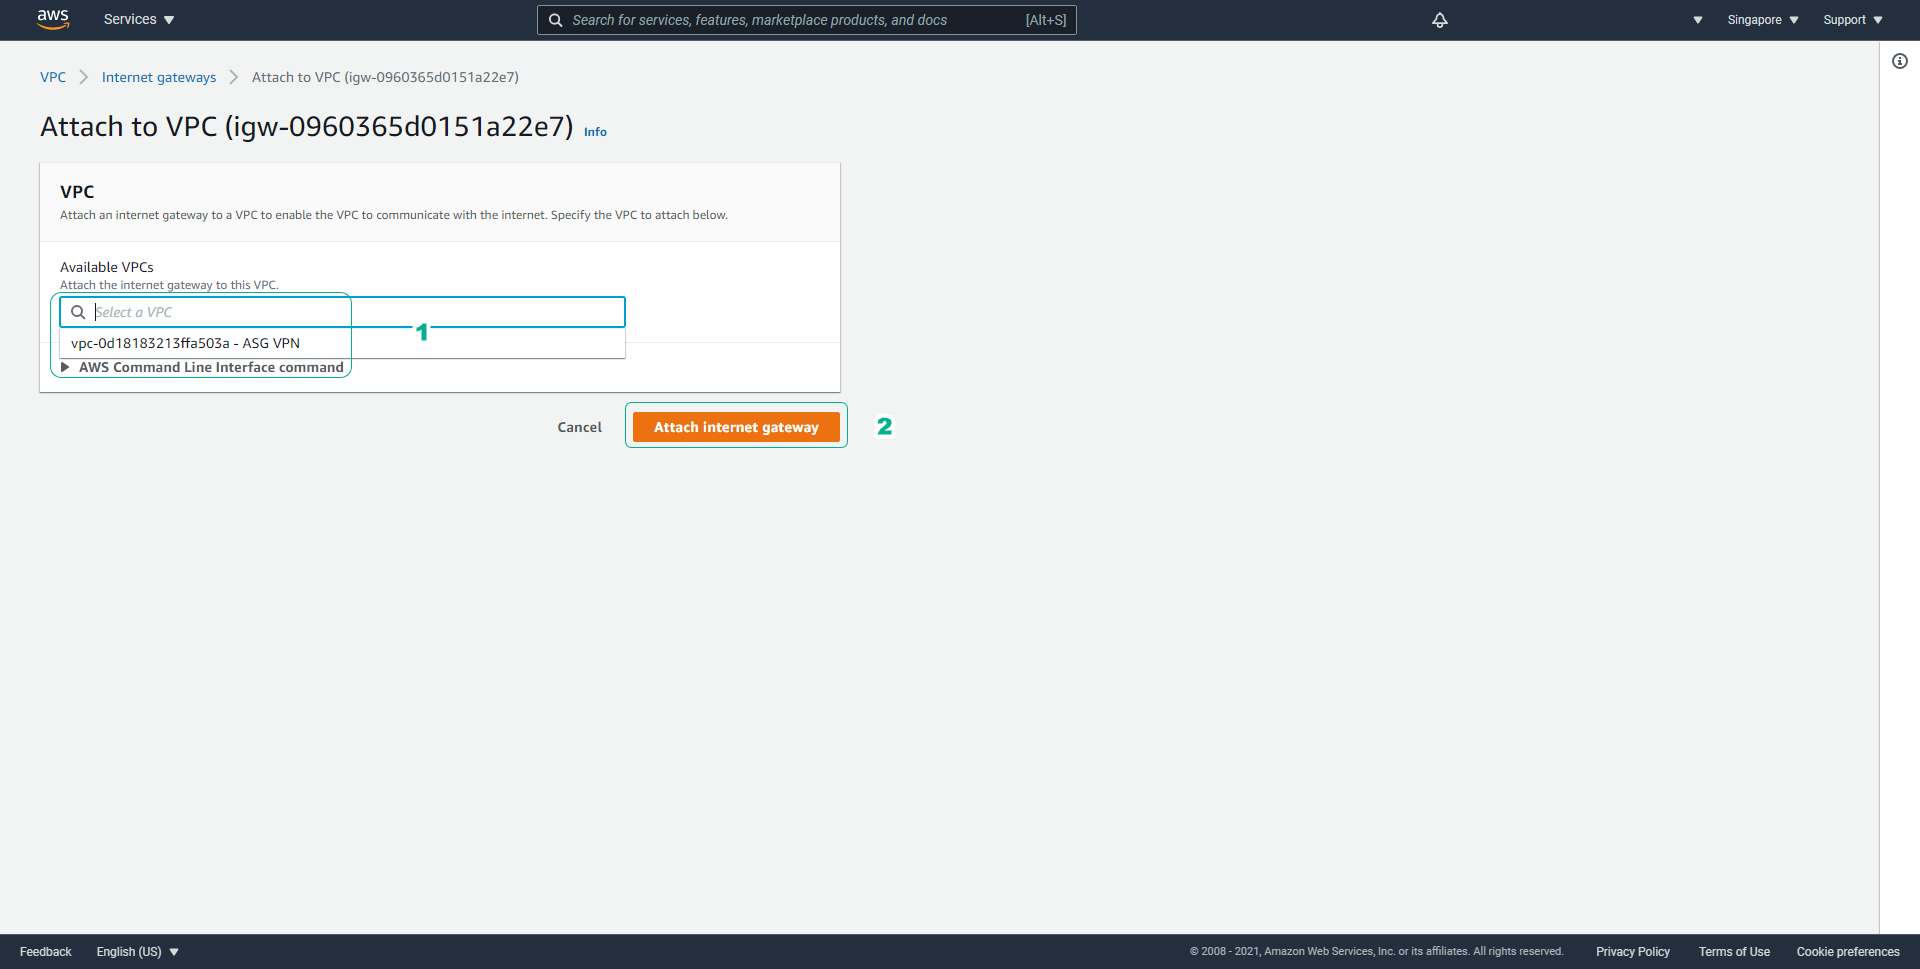 aws Services Search for services, features, marketplace products, and docs [Alt+S] Singapore Support
VPC Internet gateways Attach to VPC (igw-0960365d0151a22e7)
Attach to VPC (igw-0960365d0151a22e7) Info
VPC
Attach an internet gateway to a VPC to enable the VPC to communicate with the internet. Specify the VPC to attach below.
Available VPCs
Attach the internet gateway to this VPC.
Select a VPC
1
vpc-0d18183213ffa503a - ASG VPN
AWS Command Line Interface command
Cancel Attach internet gateway 2
Feedback English (US) © 2008 - 2021, Amazon Web Services, Inc. or its affiliates. All rights reserved. Privacy Policy Terms of Use Cookie preferences